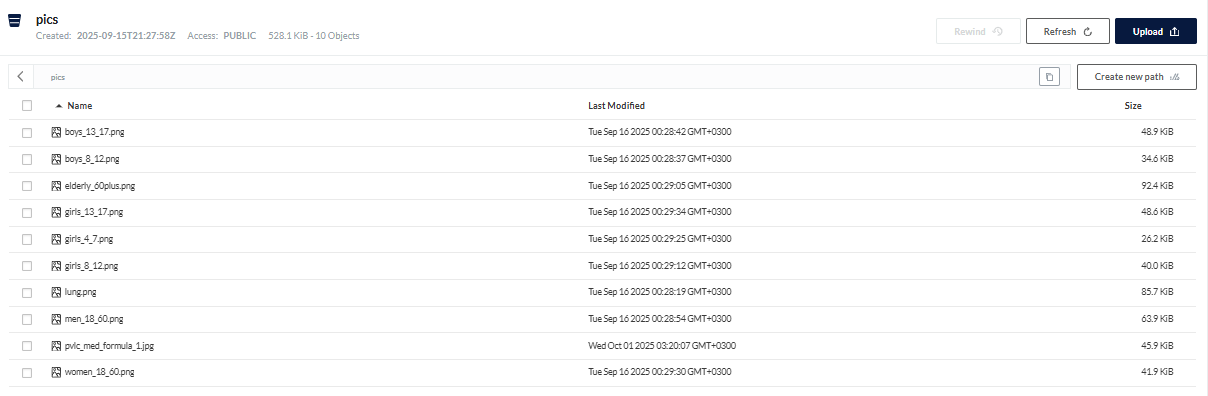 pics
Created: 2025-09-15T21:27:58Z Access: PUBLIC 528.1 KiB - 10 Objects
Rewind Refresh Upload
pics Create new path
Name Last Modified Size
boys_13_17.png Tue Sep 16 2025 00:28:42 GMT+0300 48.9 KiB
boys_8_12.png Tue Sep 16 2025 00:28:37 GMT+0300 34.6 KiB
elderly_60plus.png Tue Sep 16 2025 00:29:05 GMT+0300 92.4 KiB
girls_13_17.png Tue Sep 16 2025 00:29:34 GMT+0300 48.6 KiB
girls_4_7.png Tue Sep 16 2025 00:29:25 GMT+0300 26.2 KiB
girls_8_12.png Tue Sep 16 2025 00:29:12 GMT+0300 40.0 KiB
lung.png Tue Sep 16 2025 00:28:19 GMT+0300 85.7 KiB
men_18_60.png Tue Sep 16 2025 00:28:54 GMT+0300 63.9 KiB
pvlc_med_formula_1.jpg Wed Oct 01 2025 03:20:07 GMT+0300 45.9 KiB
women_18_60.png Tue Sep 16 2025 00:29:30 GMT+0300 41.9 KiB